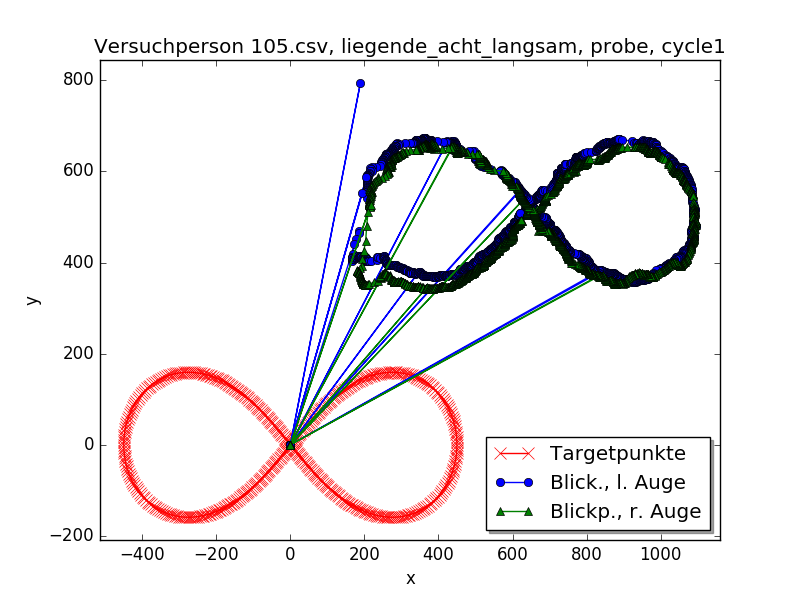 Versuchperson 105.csv, liegende_acht_langsam, probe, cycle1
800
600
400
200
0
−200
y
−400
−200
0
200
400
600
800
1000
x
Targetpunkte
Blick., l. Auge
Blickp., r. Auge